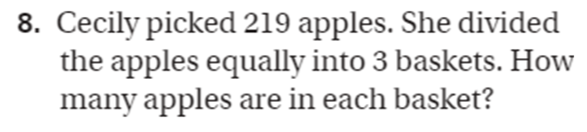 8. Cecily picked 219 apples. She divided
the apples equally into 3 baskets. How
many apples are in each basket?